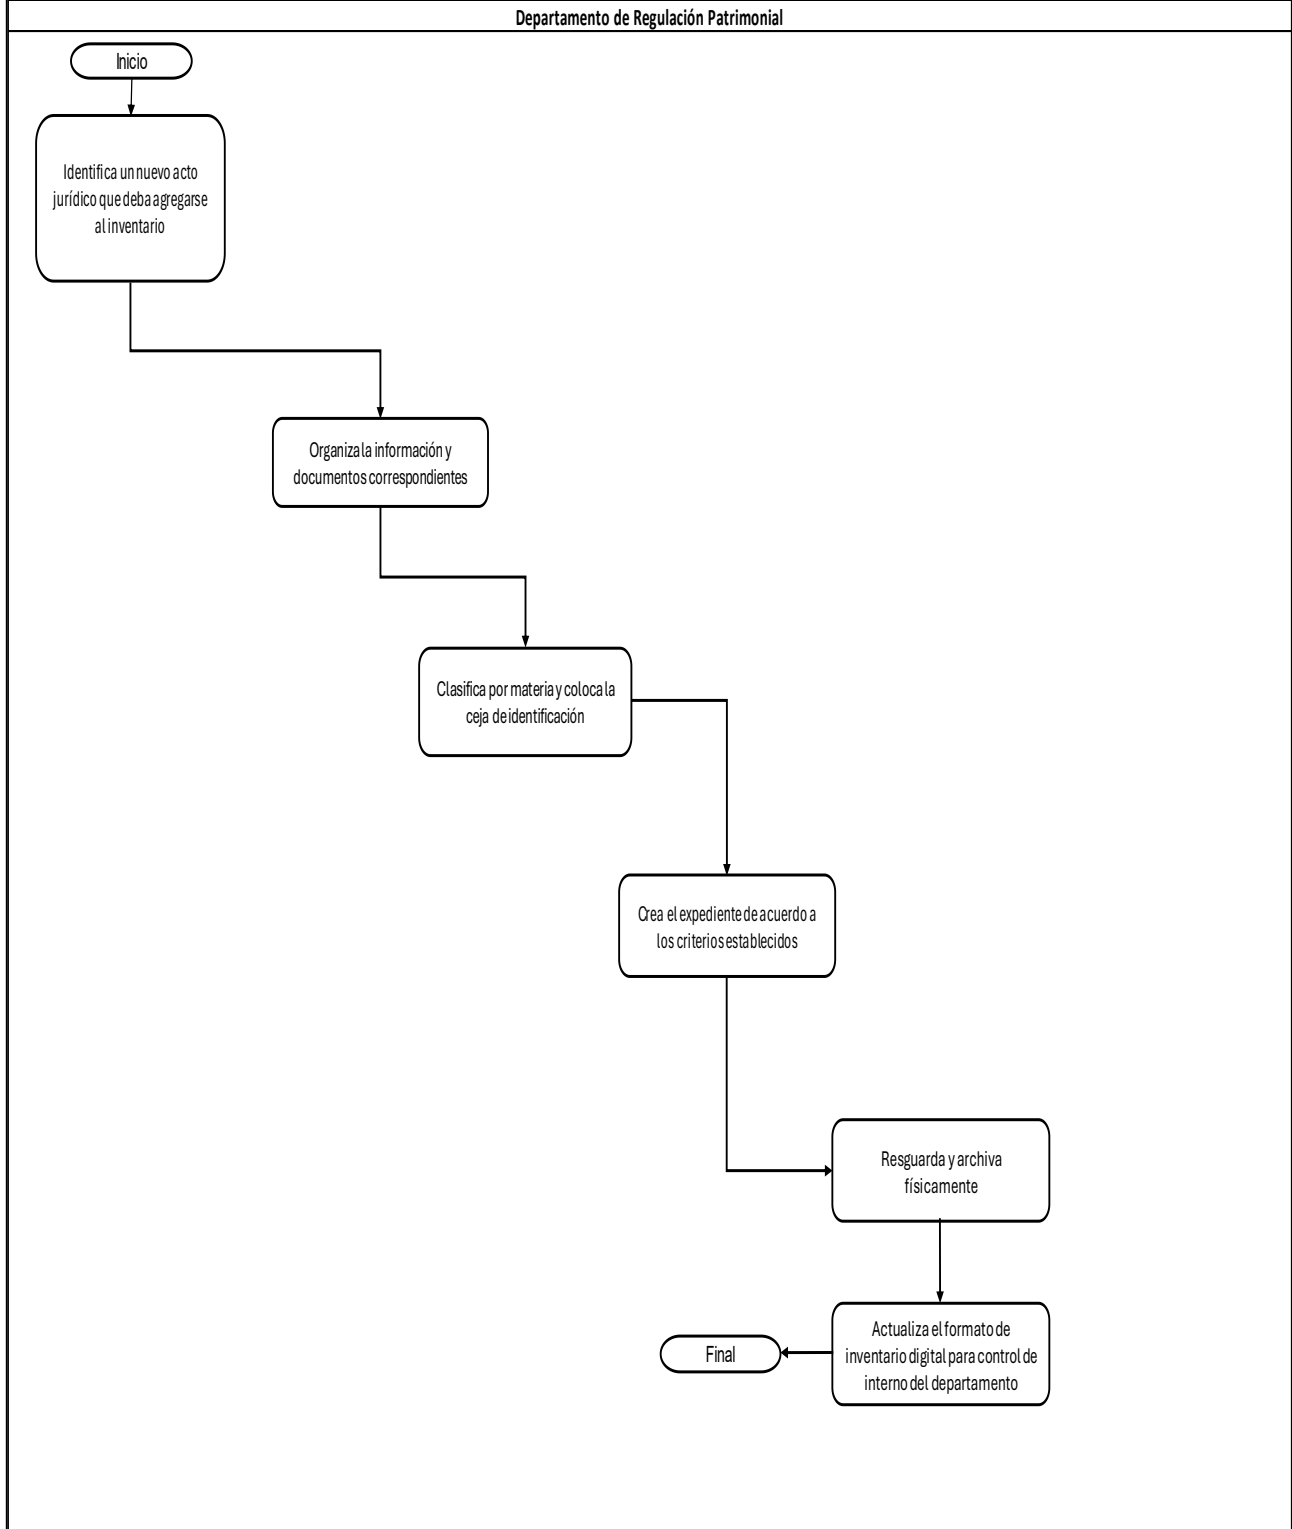 Departamento de Regulación Patrimonial
Inicio
Identifica un nuevo acto
jurídico que deba agregarse
al inventario
Organiza la información y
documentos correspondientes
Clasifica por materia y coloca la
ceja de identificación
Crea el expediente de acuerdo a
los criterios establecidos
Resguarda y archiva
físicamente
Actualiza el formato de
inventario digital para control de
interno del departamento
Final